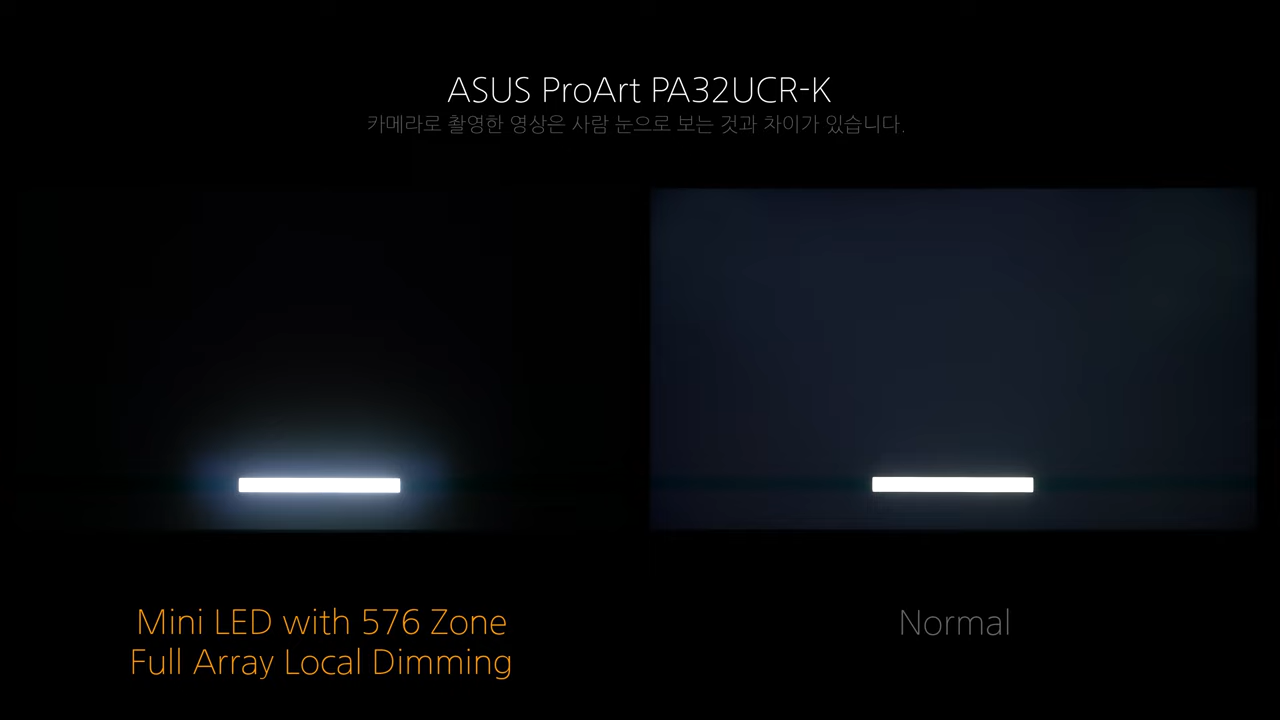 ASUS ProArt PA32UCR-K
카메라로 촬영한 영상은 사람 눈으로 보는 것과 차이가 있습니다.
Mini LED with 576 Zone
Full Array Local Dimming
Normal